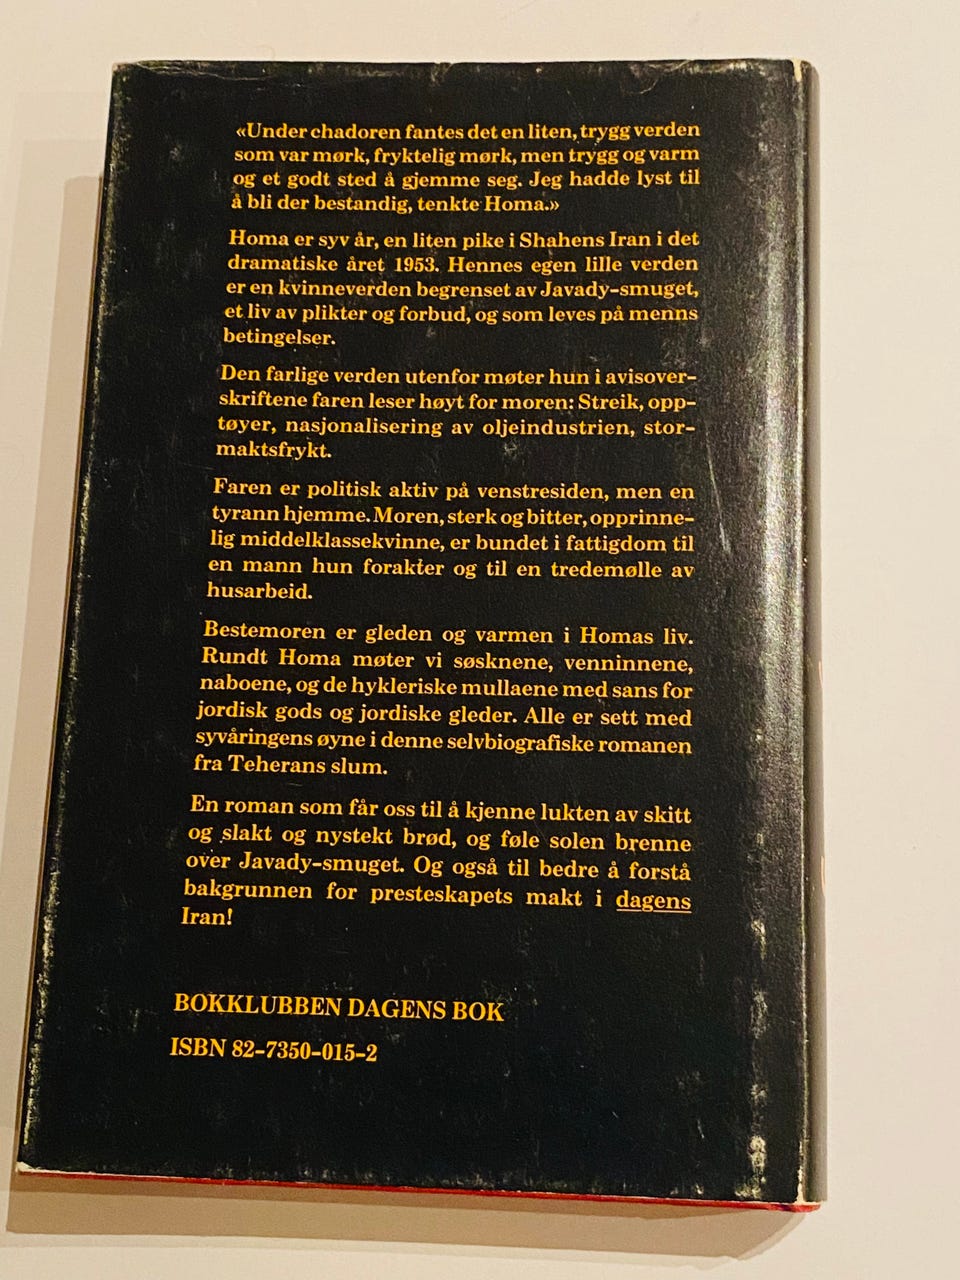 «Under chadoren fantes det en liten, trygg verden
som var mørk, fryktelig mørk, men trygg og varm
og et godt sted å gjemme seg. Jeg hadde lyst til
å bli der bestandig, tenkte Homa.»
Homa er syv år, en liten pike i Shahens Iran i det
dramatiske året 1953. Hennes egen lille verden
er en kvinneverden begrenset av Javady-smuget,
et liv av plikter og forbud, og som leves på menns
betingelser.
Den farlige verden utenfor møter hun i avisover-
skriftene faren leser høyt for moren: Streik, opp-
tøyer, nasjonalisering av oljeindustrien, stor-
maktsfrykt.
Faren er politisk aktiv på venstresiden, men en
tyrann hjemme. Moren, sterk og bitter, opprinne-
lig middelklassekvinne, er bundet i fattigdom til
en mann hun forakter og til en tredemølle av
husarbeid.
Bestemoren er gleden og varmen i Homas liv.
Rundt Homa møter vi søsknene, venninnene,
naboene, og de hykleriske mullaene med sans for
jordisk gods og jordiske gleder. Alle er sett med
syvåringens øyne i denne selvbiografiske romanen
fra Teherans slum.
En roman som får oss til å kjenne lukten av skitt
og slakt og nystekt brød, og føle solen brenne
over Javady-smuget. Og også til bedre å forstå
bakgrunnen for presteskapets makt i dagens
Iran!
BOKKLUBBEN DAGENS BOK
ISBN 82-7350-015-2